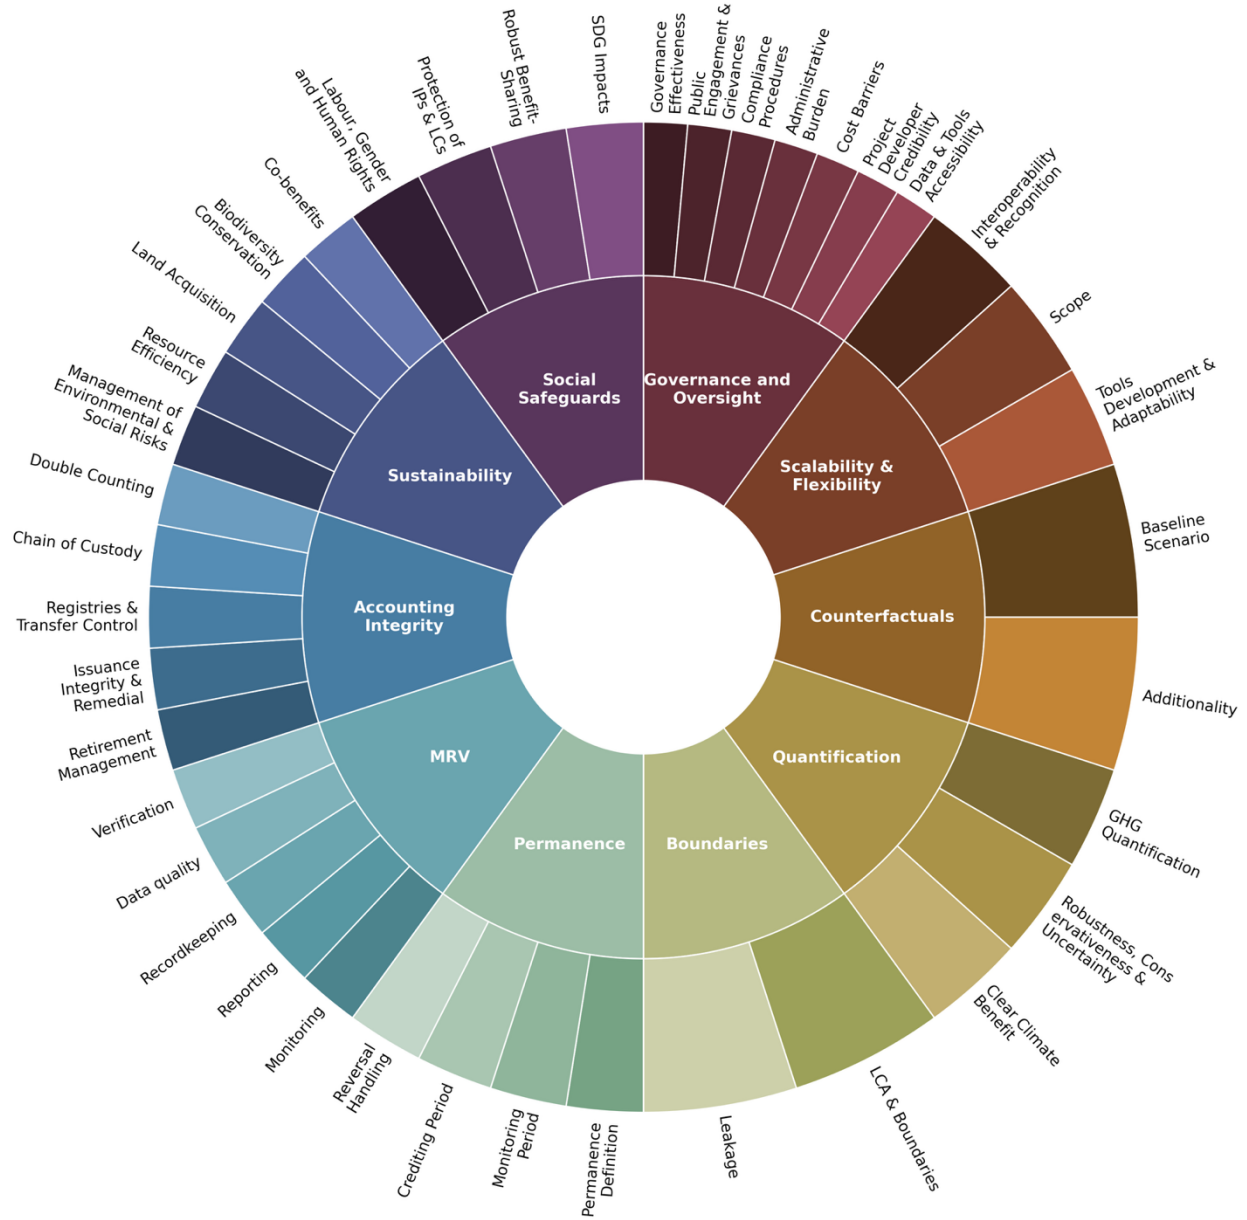 Governance
Effectiveness
Public
Engagement &
Grievances
Compliance
Procedures
Administrative
Burden
Cost Barriers
Project
Developer
Credibility
Data & Tools
Accessibility
Interoperability
& Recognition
Scope
Tools
Development &
Adaptability
Baseline
Scenario
Additionality
GHG
Quantification
Robustness, Cons
ervativeness &
Uncertainty
Clear Climate
Benefit
LCA & Boundaries
Leakage
Permanence
Definition
Monitoring
Period
Crediting Period
Reversal
Handling
Monitoring
Reporting
Recordkeeping
Data quality
Verification
Retirement
Management
Issuance
Integrity &
Remedial
Registries &
Transfer Control
Chain of Custody
Double Counting
Management of
Environmental &
Social Risks
Resource
Efficiency
Land Acquisition
Biodiversity
Conservation
Co-benefits
Labour, Gender
and Human Rights
Protection of
IPs & LCs
Robust Benefit-
Sharing
SDG Impacts
Governance and
Oversight
Scalability &
Flexibility
Counterfactuals
Quantification
Boundaries
Permanence
MRV
Accounting
Integrity
Sustainability
Social
Safeguards